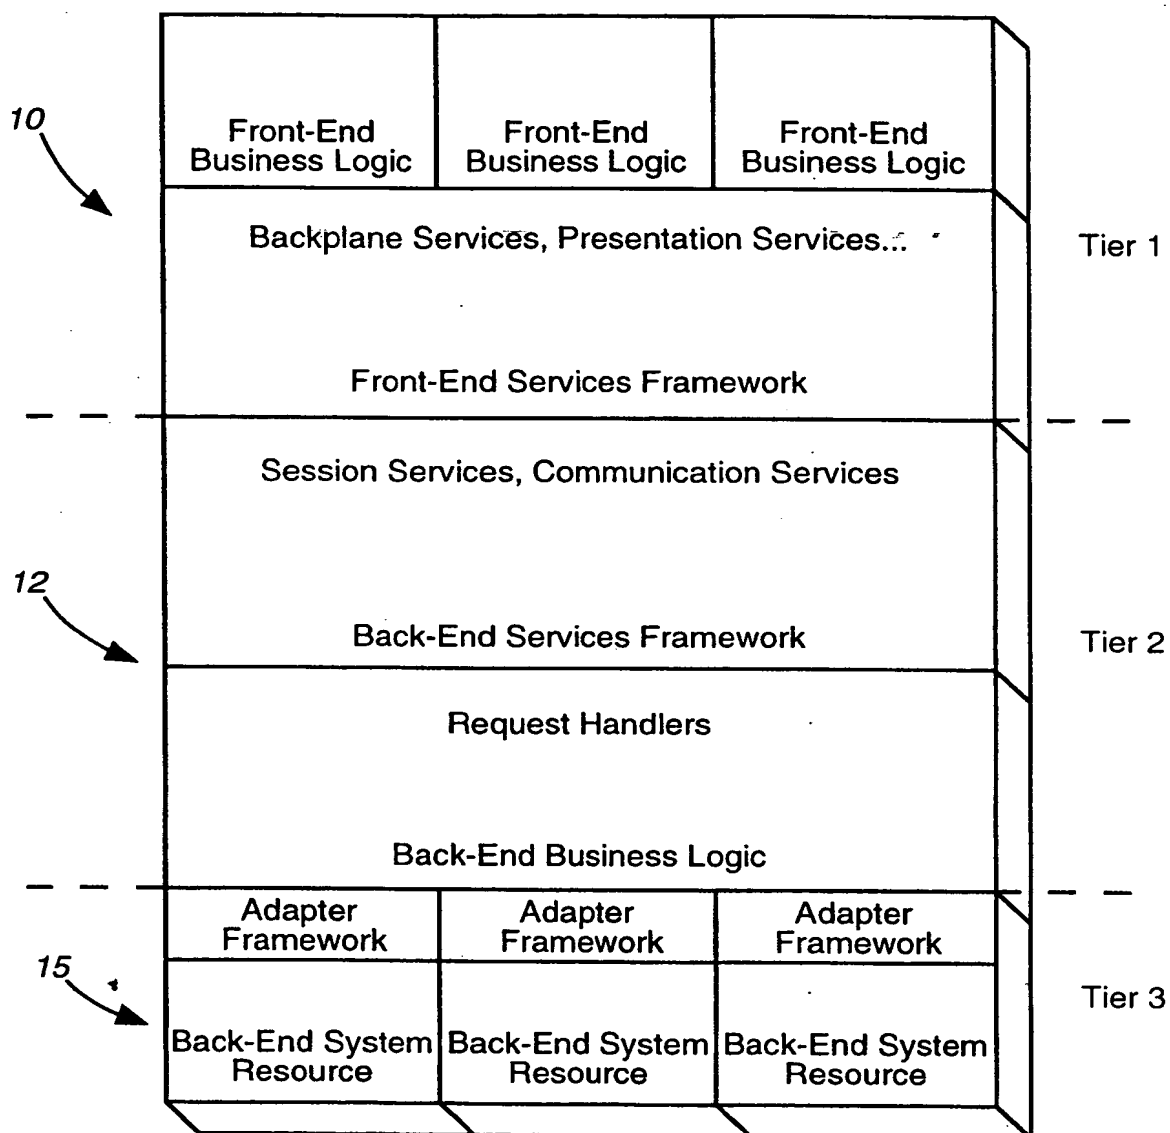 10
Front-End
Business Logic
Front-End
Business Logic
Front-End
Business Logic
Backplane Services, Presentation Services...
Tier 1
Front-End Services Framework
Session Services, Communication Services
12
Back-End Services Framework
Tier 2
Request Handlers
Back-End Business Logic
Adapter
Framework
Adapter
Framework
Adapter
Framework
15
Tier 3
Back-End System
Resource
Back-End System
Resource
Back-End System
Resource